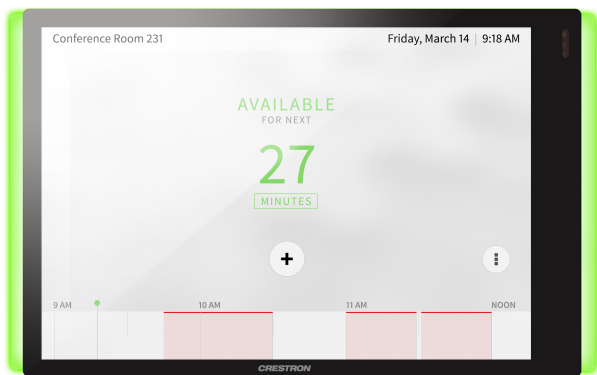 Conference Room 231
Friday, March 14 | 9:18 AM
AVAILABLE
FOR NEXT
27
MINUTES
9 AM 10 AM 11 AM NOON
CRESTRON